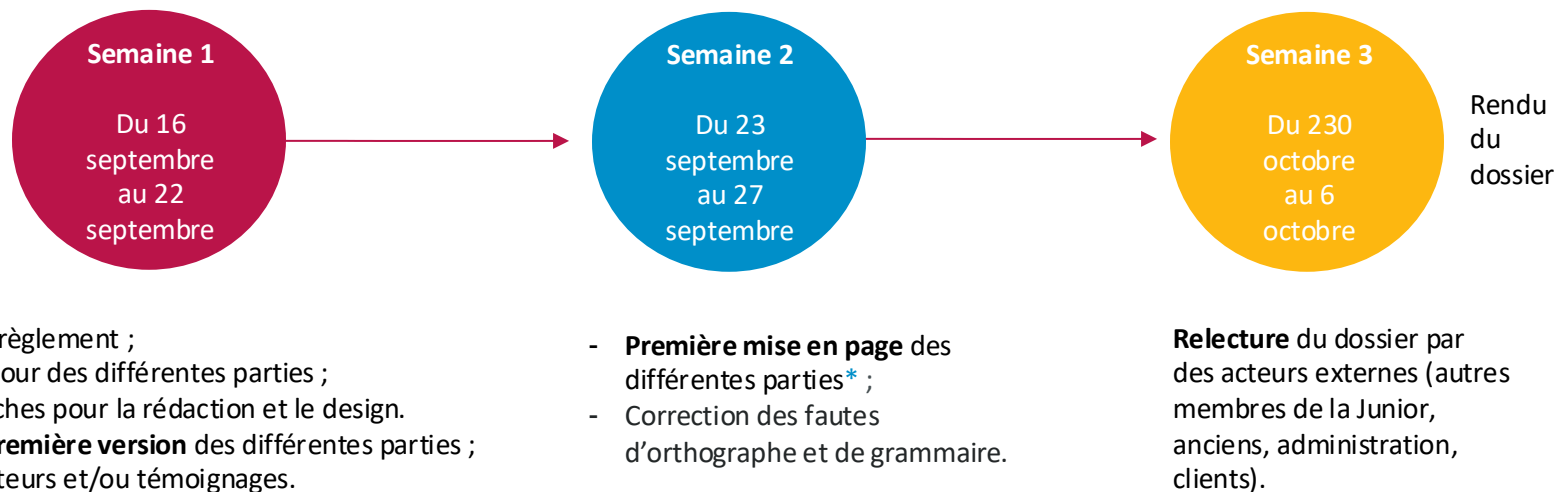 Semaine 1
Du 16
septembre
au 22
septembre
Semaine 2
Du 23
septembre
au 27
septembre
Semaine 3
Du 230
octobre
au 6
octobre
Rendu
du
dossier
règlement ;
our des différentes parties ;
ches pour la rédaction et le design.
remière version des différentes parties ;
teurs et/ou témoignages.
- Première mise en page des
différentes parties* ;
- Correction des fautes
d’orthographe et de grammaire.
Relecture du dossier par
des acteurs externes (autres
membres de la Junior,
anciens, administration,
clients).